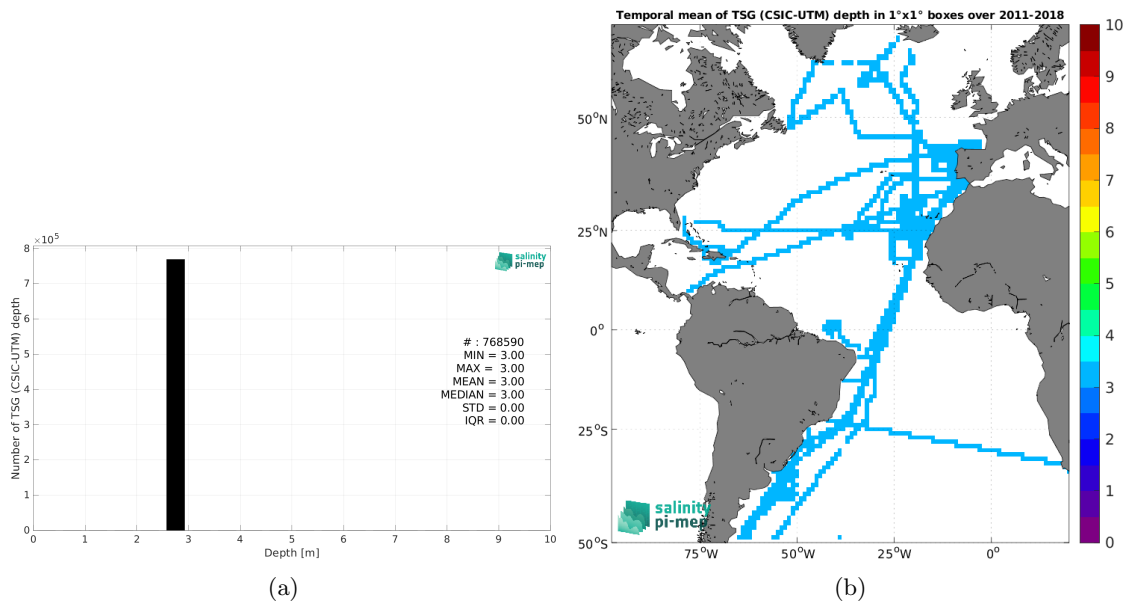 Temporal mean of TSG (CSIC-UTM) depth in 1°x1° boxes over 2011-2018
×10⁵
8
7
6
5
4
3
2
1
0
Number of TSG (CSIC-UTM) depth
salinity
pi-mep
# : 768590
MIN = 3.00
MAX = 3.00
MEAN = 3.00
MEDIAN = 3.00
STD = 0.00
IQR = 0.00
0 1 2 3 4 5 6 7 8 9 10
Depth [m]
(a)
50°N
25°N
0°
25°S
50°S
salinity
pi-mep
75°W 50°W 25°W 0°
10
9
8
7
6
5
4
3
2
1
0
(b)